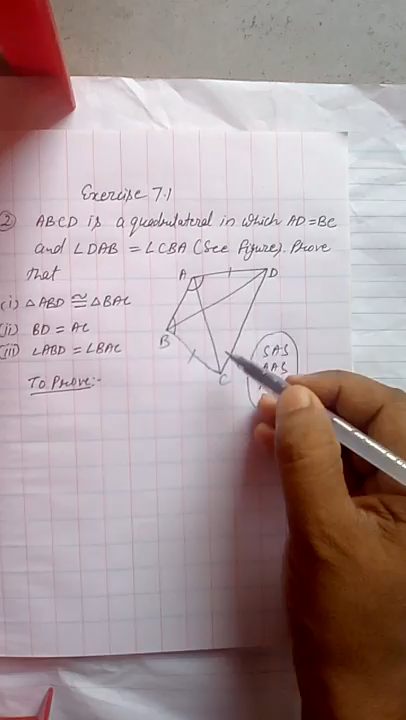 Exercise 7.1
② ABCD is a quadrilateral in which AD = BC
and ∠DAB = ∠CBA (See figure). Prove
that
(i) △ABD ≅ △BAC
(ii) BD = AC
(iii) ∠ABD = ∠BAC
To Prove:-
A
D
B
C
SAS
AAS